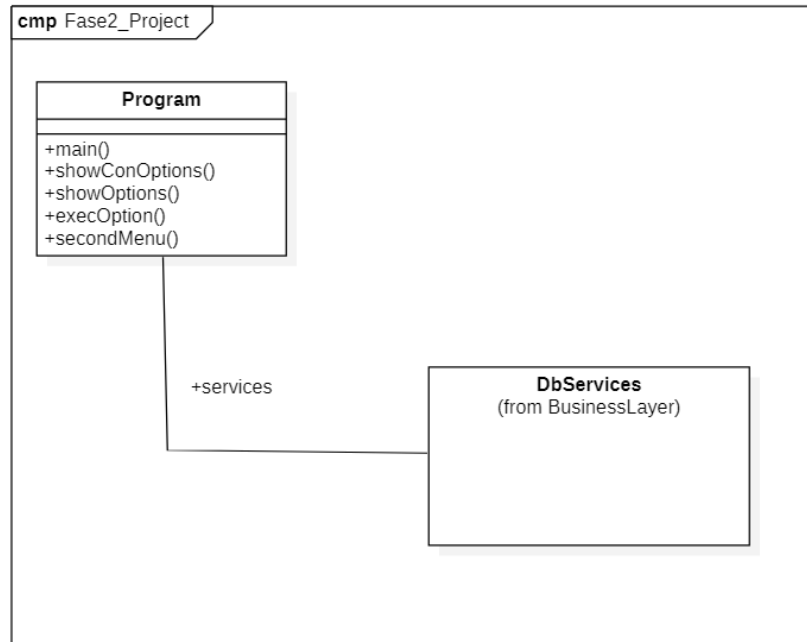 cmp Fase2_Project
Program
+main()
+showConOptions()
+showOptions()
+execOption()
+secondMenu()
+services
DbServices
(from BusinessLayer)